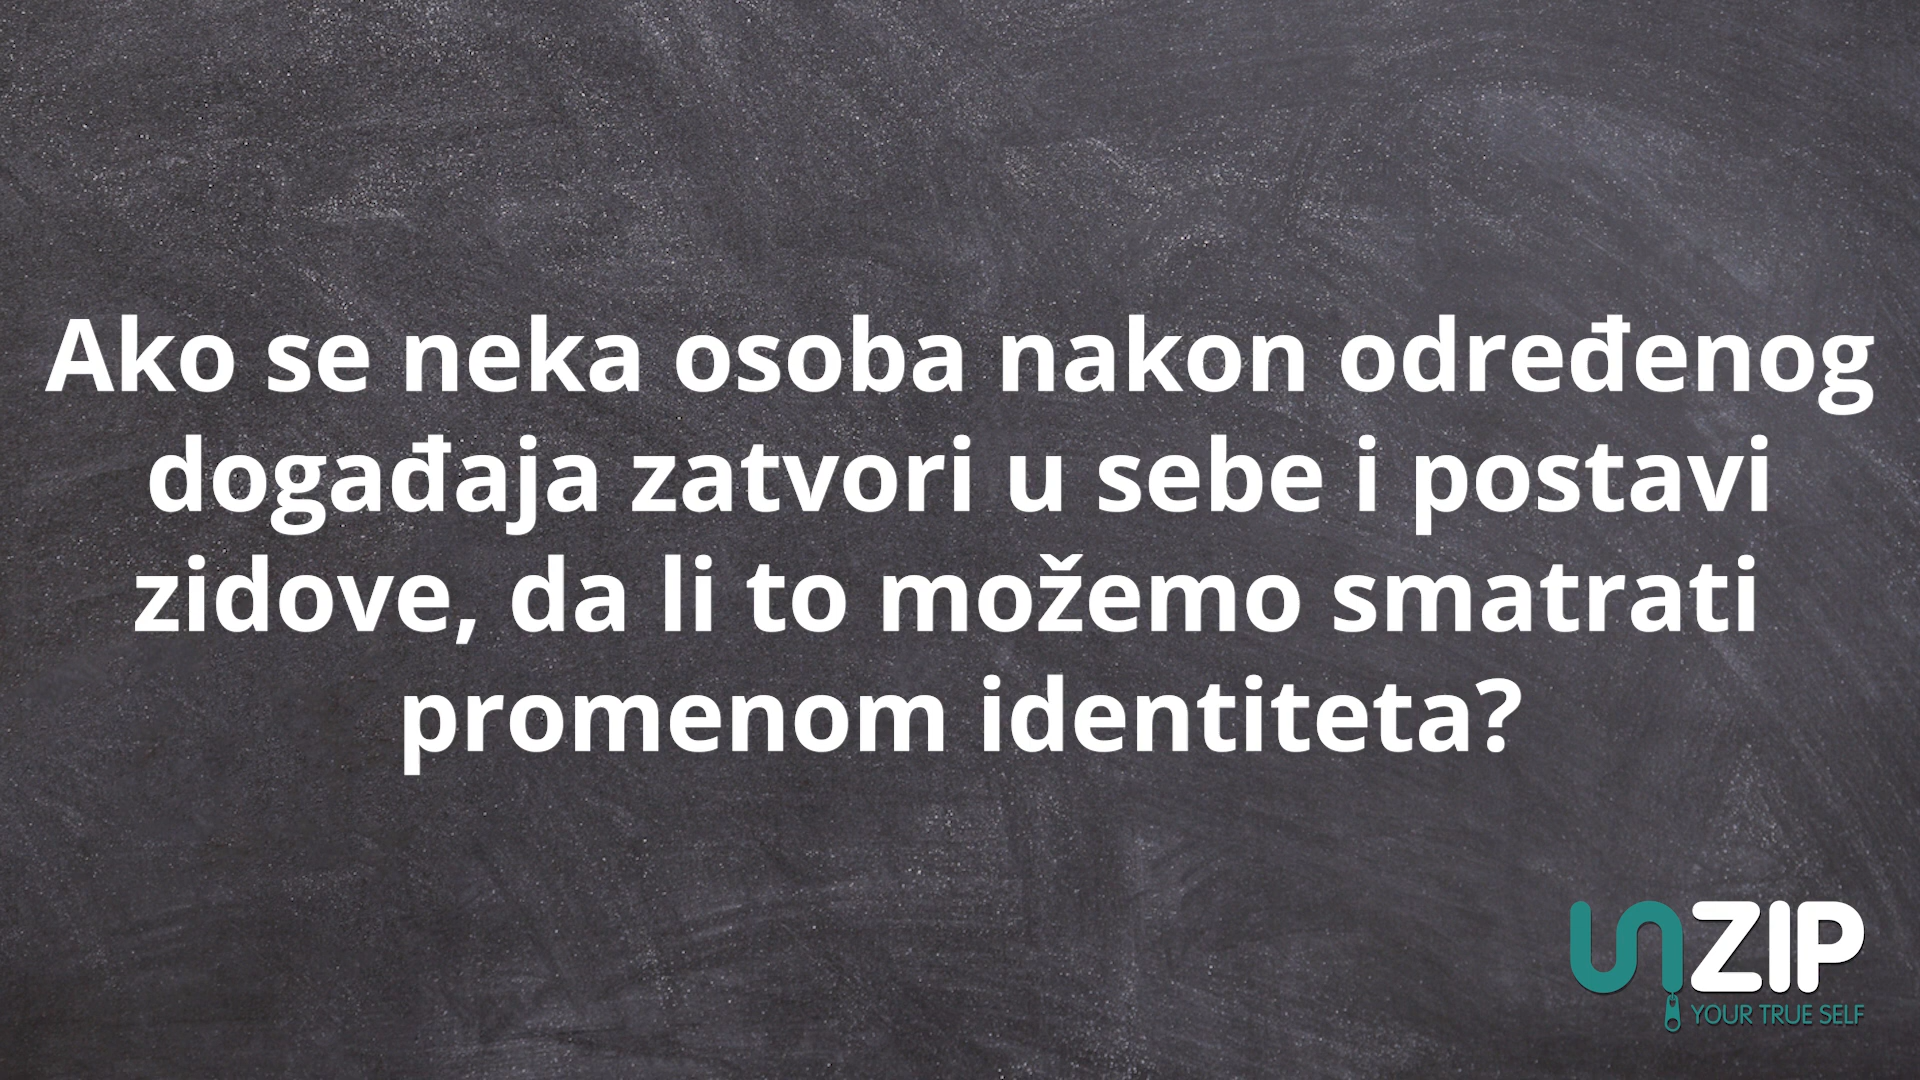 Ako se neka osoba nakon određenog
događaja zatvori u sebe i postavi
zidove, da li to možemo smatrati
promenom identiteta?
unZIP
YOUR TRUE SELF